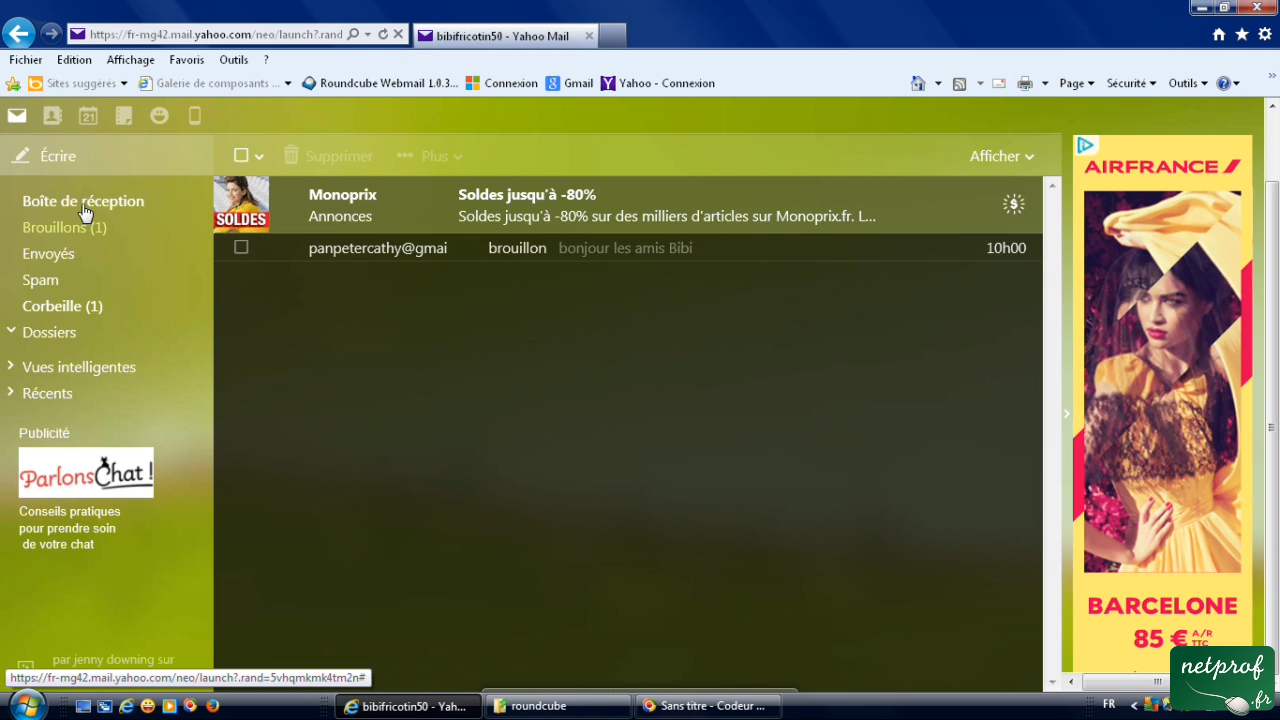 https://fr-mg42.mail.yahoo.com/neo/launch?.rand
bibifricotin50 - Yahoo Mail
Fichier Edition Affichage Favoris Outils ?
Sites suggérés Galerie de composants ... Roundcube Webmail 1.0.3... Connexion Gmail Yahoo - Connexion Page Sécurité Outils
21
Écrire Supprimer Plus Afficher
Boîte de réception
Brouillons (1)
Envoyés
Spam
Corbeille (1)
Dossiers
Vues intelligentes
Récents
Publicité
ParlonsChat !
Conseils pratiques
pour prendre soin
de votre chat
par jenny downing sur
https://fr-mg42.mail.yahoo.com/neo/launch?.rand=5vhqmkmk4tm2n#
SOLDES
Monoprix Soldes jusqu'à -80%
Annonces Soldes jusqu'à -80% sur des milliers d'articles sur Monoprix.fr. L...
panpetercathy@gmai brouillon bonjour les amis Bibi 10h00
AIRFRANCE
BARCELONE
85 € A/R
TTC
netprof
.fr
bibifricotin50 - Yah... roundcube Sans titre - Codeur ... FR